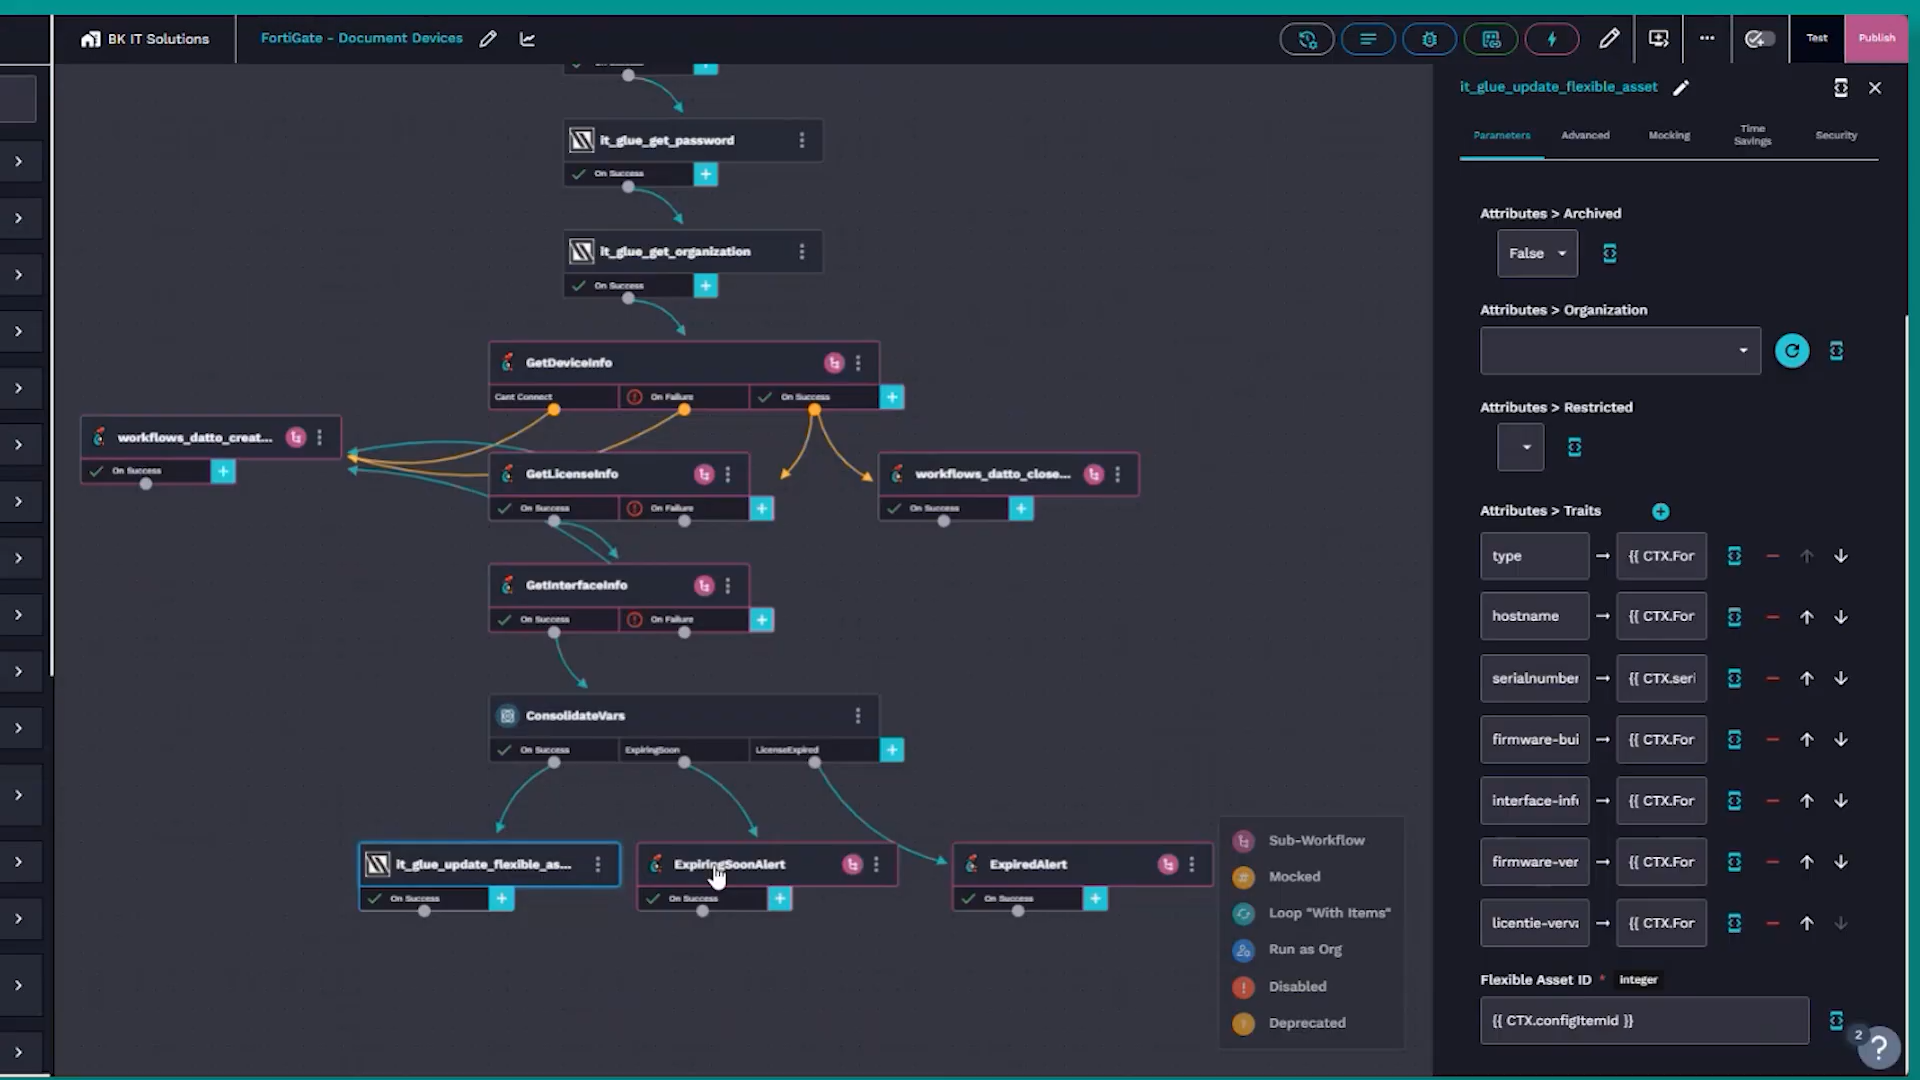 BK IT Solutions
FortiGate - Document Devices
Test
Publish
it_glue_get_password
On Success
it_glue_get_organization
On Success
GetDeviceInfo
Cant Connect
On Failure
On Success
workflows_datto_creat...
On Success
GetLicenseInfo
On Success
On Failure
workflows_datto_close...
On Success
GetInterfaceInfo
On Success
On Failure
ConsolidateVars
On Success
ExpiringSoon
LicenseExpired
it_glue_update_flexible_as...
On Success
ExpiringSoonAlert
On Success
ExpiredAlert
On Success
Sub-Workflow
Mocked
Loop "With Items"
Run as Org
Disabled
Deprecated
it_glue_update_flexible_asset
Parameters
Advanced
Mocking
Time
Savings
Security
Attributes > Archived
False
Attributes > Organization
Attributes > Restricted
Attributes > Traits
type → {{ CTX.For
hostname → {{ CTX.For
serialnumber → {{ CTX.seri
firmware-bui → {{ CTX.For
interface-info → {{ CTX.For
firmware-ver → {{ CTX.For
licentie-verva → {{ CTX.For
Flexible Asset ID * integer
{{ CTX.configItemId }}
2
?